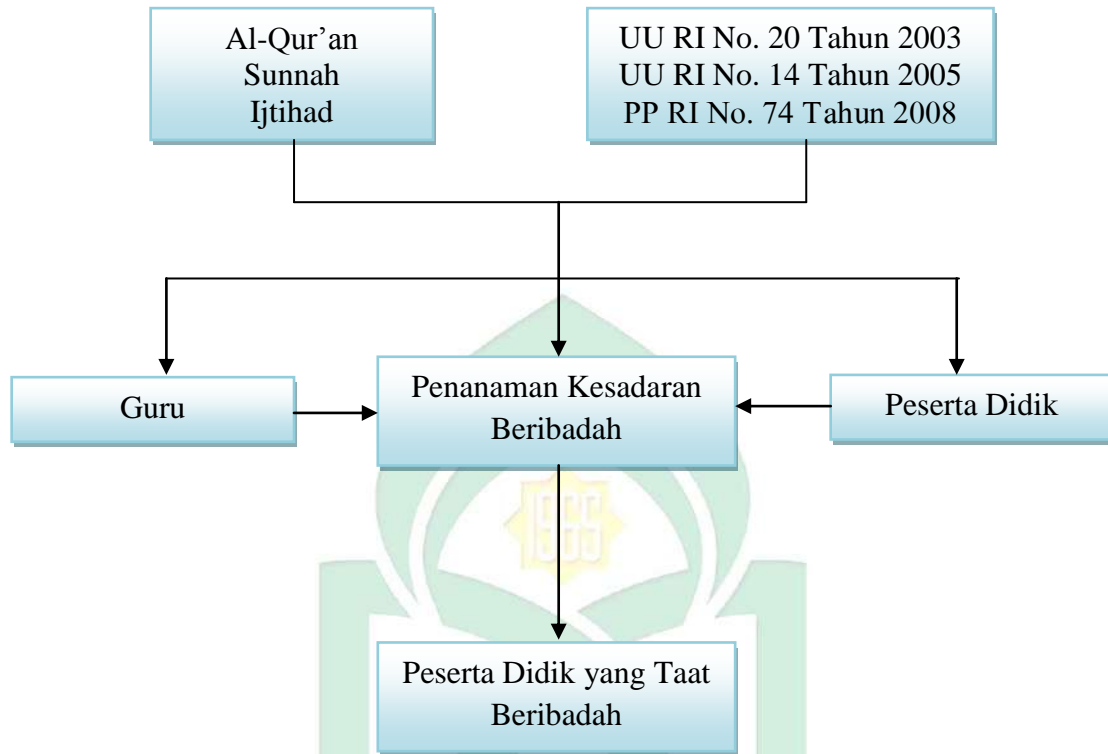 Al-Qur’an
Sunnah
Ijtihad
UU RI No. 20 Tahun 2003
UU RI No. 14 Tahun 2005
PP RI No. 74 Tahun 2008
Guru
Penanaman Kesadaran
Beribadah
Peserta Didik
1965
Peserta Didik yang Taat
Beribadah